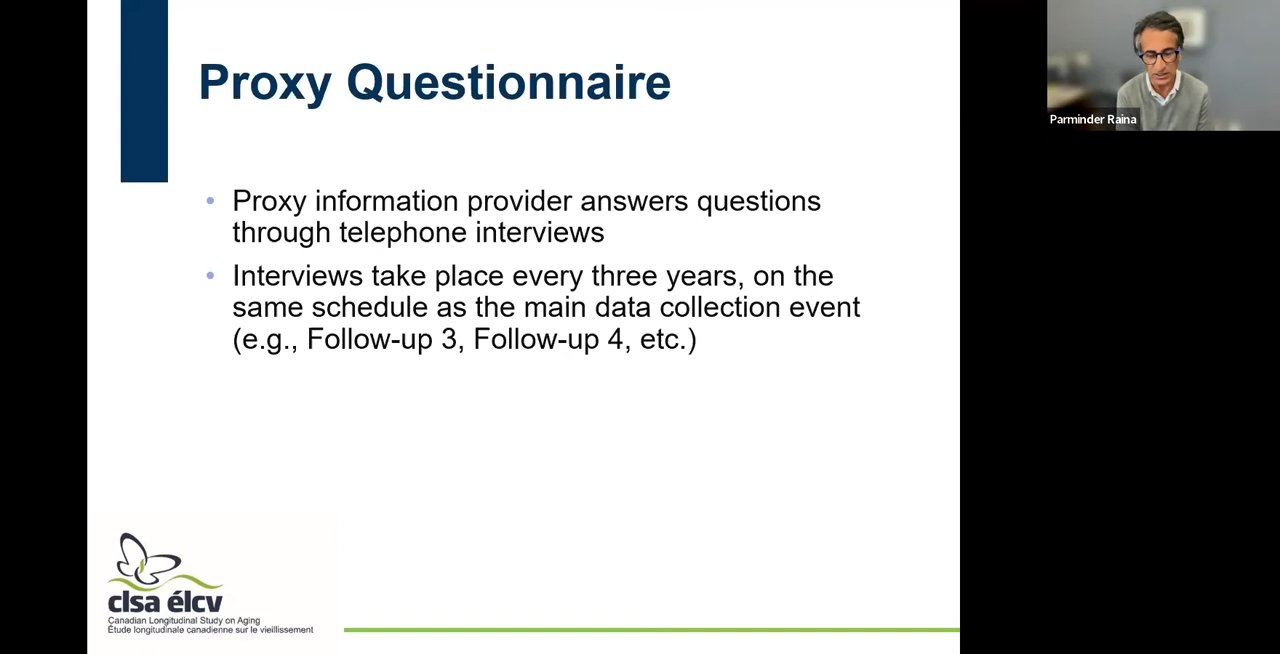 Proxy Questionnaire
Parminder Raina
• Proxy information provider answers questions
through telephone interviews
• Interviews take place every three years, on the
same schedule as the main data collection event
(e.g., Follow-up 3, Follow-up 4, etc.)
clsa élcv
Canadian Longitudinal Study on Aging
Étude longitudinale canadienne sur le vieillissement